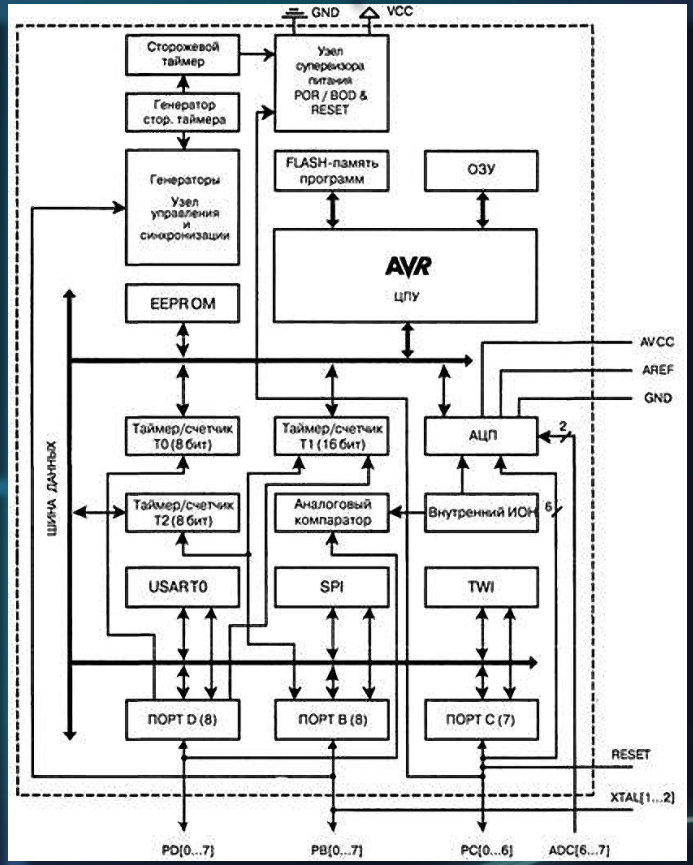 GND
VCC
Сторожевой
таймер
Узел
супервизора
питания
POR / BOD &
RESET
Генератор
стор. таймера
Генераторы
Узел
управления
и
синхронизации
FLASH-память
программ
ОЗУ
AVR
ЦПУ
EEPROM
AVCC
AREF
GND
Таймер/счетчик
T0 (8 бит)
Таймер/счетчик
T1 (16 бит)
АЦП
2
ШИНА ДАННЫХ
Таймер/счетчик
T2 (8 бит)
Аналоговый
компаратор
Внутренний ИОН
6
USART0
SPI
TWI
ПОРТ D (8)
ПОРТ B (8)
ПОРТ C (7)
RESET
XTAL[1...2]
PD[0...7]
PB[0...7]
PC[0...6]
ADC[6...7]